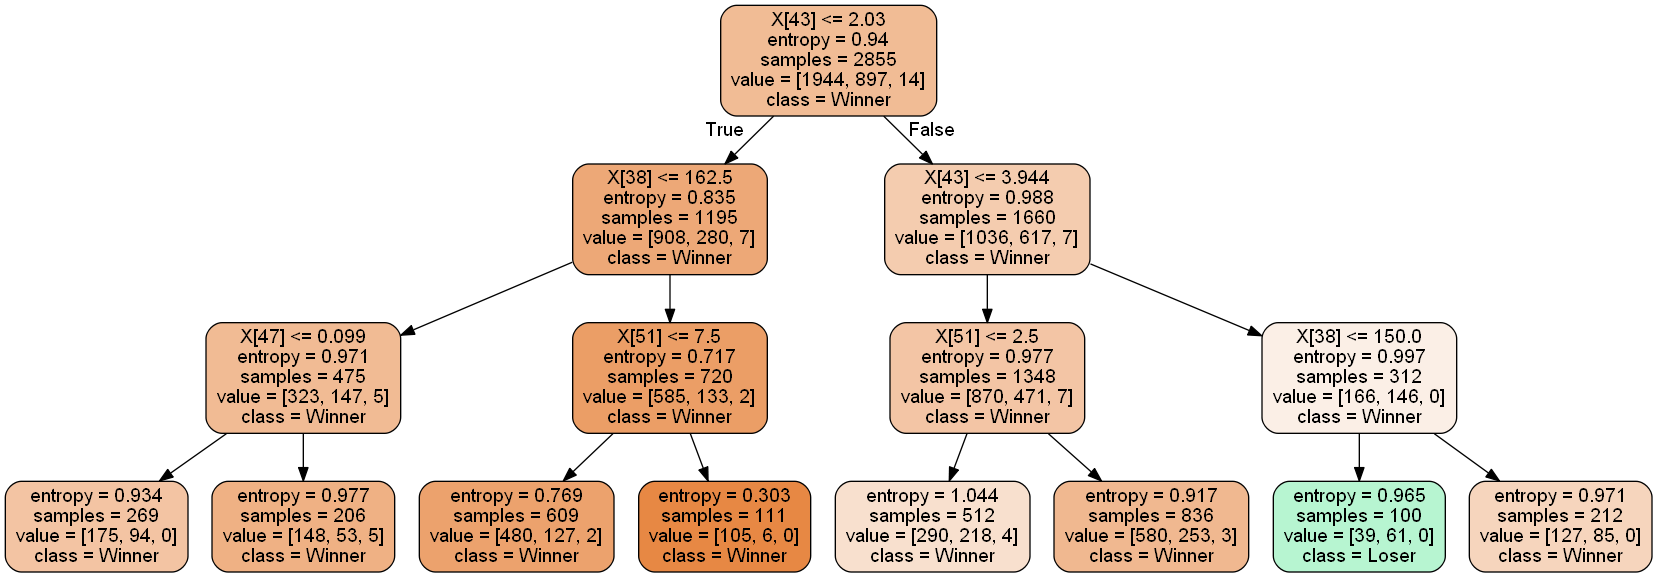 X[43] <= 2.03
entropy = 0.94
samples = 2855
value = [1944, 897, 14]
class = Winner
True
False
X[38] <= 162.5
entropy = 0.835
samples = 1195
value = [908, 280, 7]
class = Winner
X[43] <= 3.944
entropy = 0.988
samples = 1660
value = [1036, 617, 7]
class = Winner
X[47] <= 0.099
entropy = 0.971
samples = 475
value = [323, 147, 5]
class = Winner
X[51] <= 7.5
entropy = 0.717
samples = 720
value = [585, 133, 2]
class = Winner
X[51] <= 2.5
entropy = 0.977
samples = 1348
value = [870, 471, 7]
class = Winner
X[38] <= 150.0
entropy = 0.997
samples = 312
value = [166, 146, 0]
class = Winner
entropy = 0.934
samples = 269
value = [175, 94, 0]
class = Winner
entropy = 0.977
samples = 206
value = [148, 53, 5]
class = Winner
entropy = 0.769
samples = 609
value = [480, 127, 2]
class = Winner
entropy = 0.303
samples = 111
value = [105, 6, 0]
class = Winner
entropy = 1.044
samples = 512
value = [290, 218, 4]
class = Winner
entropy = 0.917
samples = 836
value = [580, 253, 3]
class = Winner
entropy = 0.965
samples = 100
value = [39, 61, 0]
class = Loser
entropy = 0.971
samples = 212
value = [127, 85, 0]
class = Winner